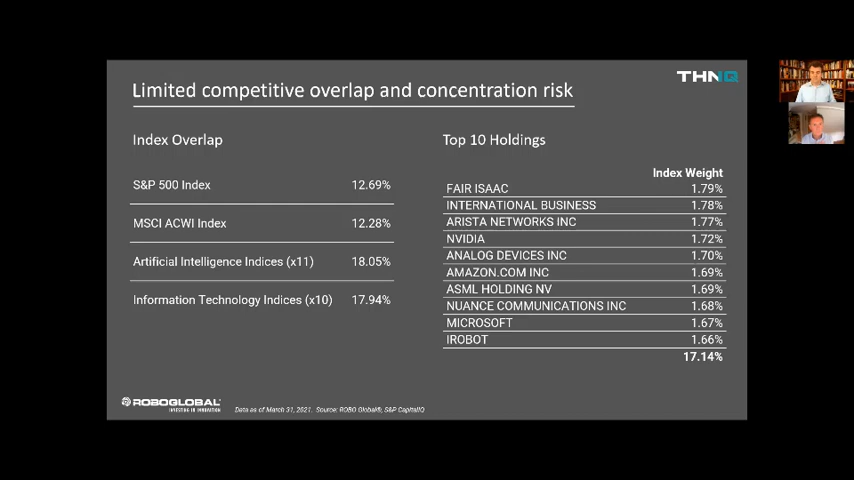 THNQ
Limited competitive overlap and concentration risk
Index Overlap
S&P 500 Index 12.69%
MSCI ACWI Index 12.28%
Artificial Intelligence Indices (x11) 18.05%
Information Technology Indices (x10) 17.94%
Top 10 Holdings
Index Weight
FAIR ISAAC 1.79%
INTERNATIONAL BUSINESS 1.78%
ARISTA NETWORKS INC 1.77%
NVIDIA 1.72%
ANALOG DEVICES INC 1.70%
AMAZON.COM INC 1.69%
ASML HOLDING NV 1.69%
NUANCE COMMUNICATIONS INC 1.68%
MICROSOFT 1.67%
IROBOT 1.66%
17.14%
ROBOGLOBAL
INVESTING IN INNOVATION
Data as of March 31, 2021. Source: ROBO Global®, S&P CapitalIQ